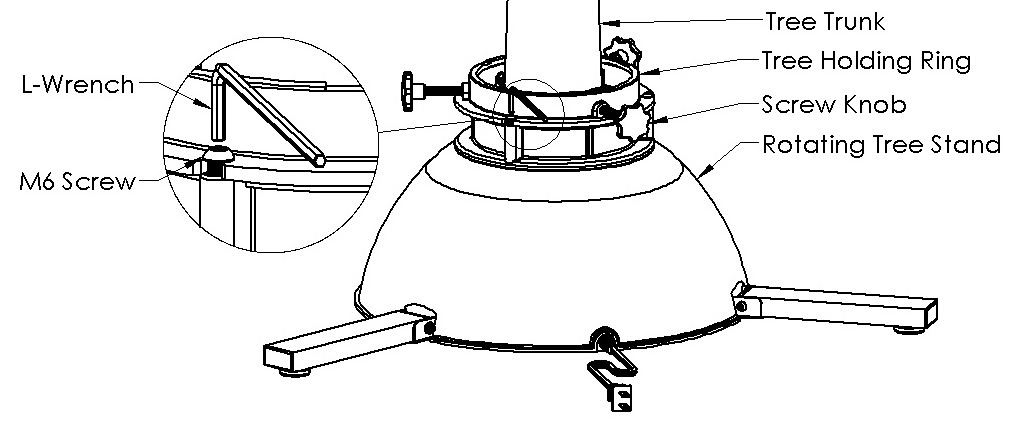 Tree Trunk
Tree Holding Ring
L-Wrench
Screw Knob
Rotating Tree Stand
M6 Screw